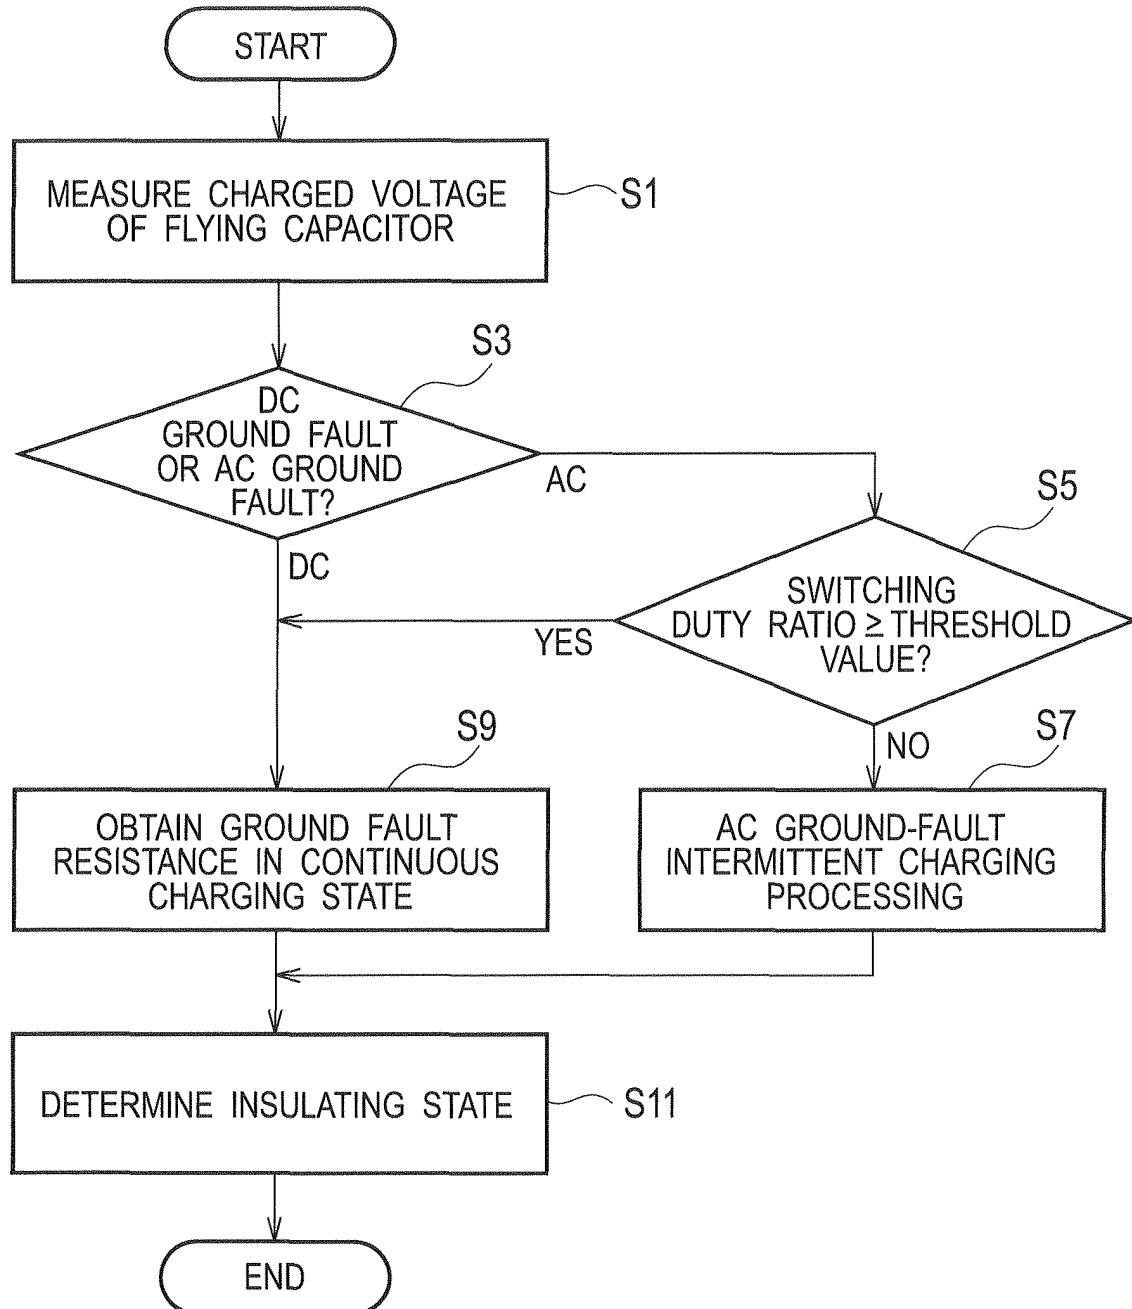 START
MEASURE CHARGED VOLTAGE
OF FLYING CAPACITOR
S1
S3
DC
GROUND FAULT
OR AC GROUND
FAULT?
AC
DC
S5
SWITCHING
DUTY RATIO ≥ THRESHOLD
VALUE?
YES
NO
S9
OBTAIN GROUND FAULT
RESISTANCE IN CONTINUOUS
CHARGING STATE
S7
AC GROUND-FAULT
INTERMITTENT CHARGING
PROCESSING
DETERMINE INSULATING STATE
S11
END